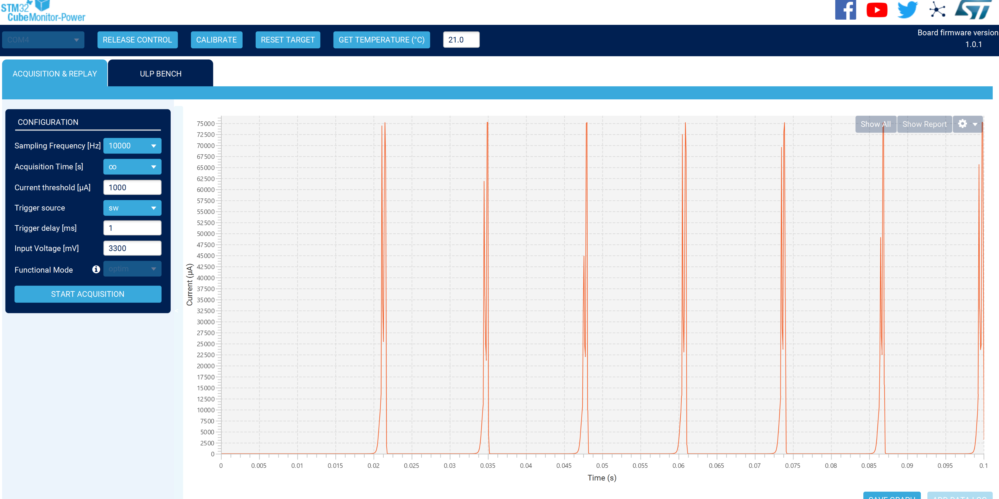 STM32
CubeMonitor-Power
COM4
RELEASE CONTROL
CALIBRATE
RESET TARGET
GET TEMPERATURE (°C)
21.0
Board firmware version
1.0.1
ACQUISITION & REPLAY
ULP BENCH
CONFIGURATION
Sampling Frequency [Hz]
10000
Acquisition Time [s]
∞
Current threshold [µA]
1000
Trigger source
sw
Trigger delay [ms]
1
Input Voltage [mV]
3300
Functional Mode
optim
START ACQUISITION
<
Show All
Show Report
Current (µA)
75000
72500
70000
67500
65000
62500
60000
57500
55000
52500
50000
47500
45000
42500
40000
37500
35000
32500
30000
27500
25000
22500
20000
17500
15000
12500
10000
7500
5000
2500
0
0 0.005 0.01 0.015 0.02 0.025 0.03 0.035 0.04 0.045 0.05 0.055 0.06 0.065 0.07 0.075 0.08 0.085 0.09 0.095 0.1
Time (s)
SAVE GRAPH
ADD DATA LOG